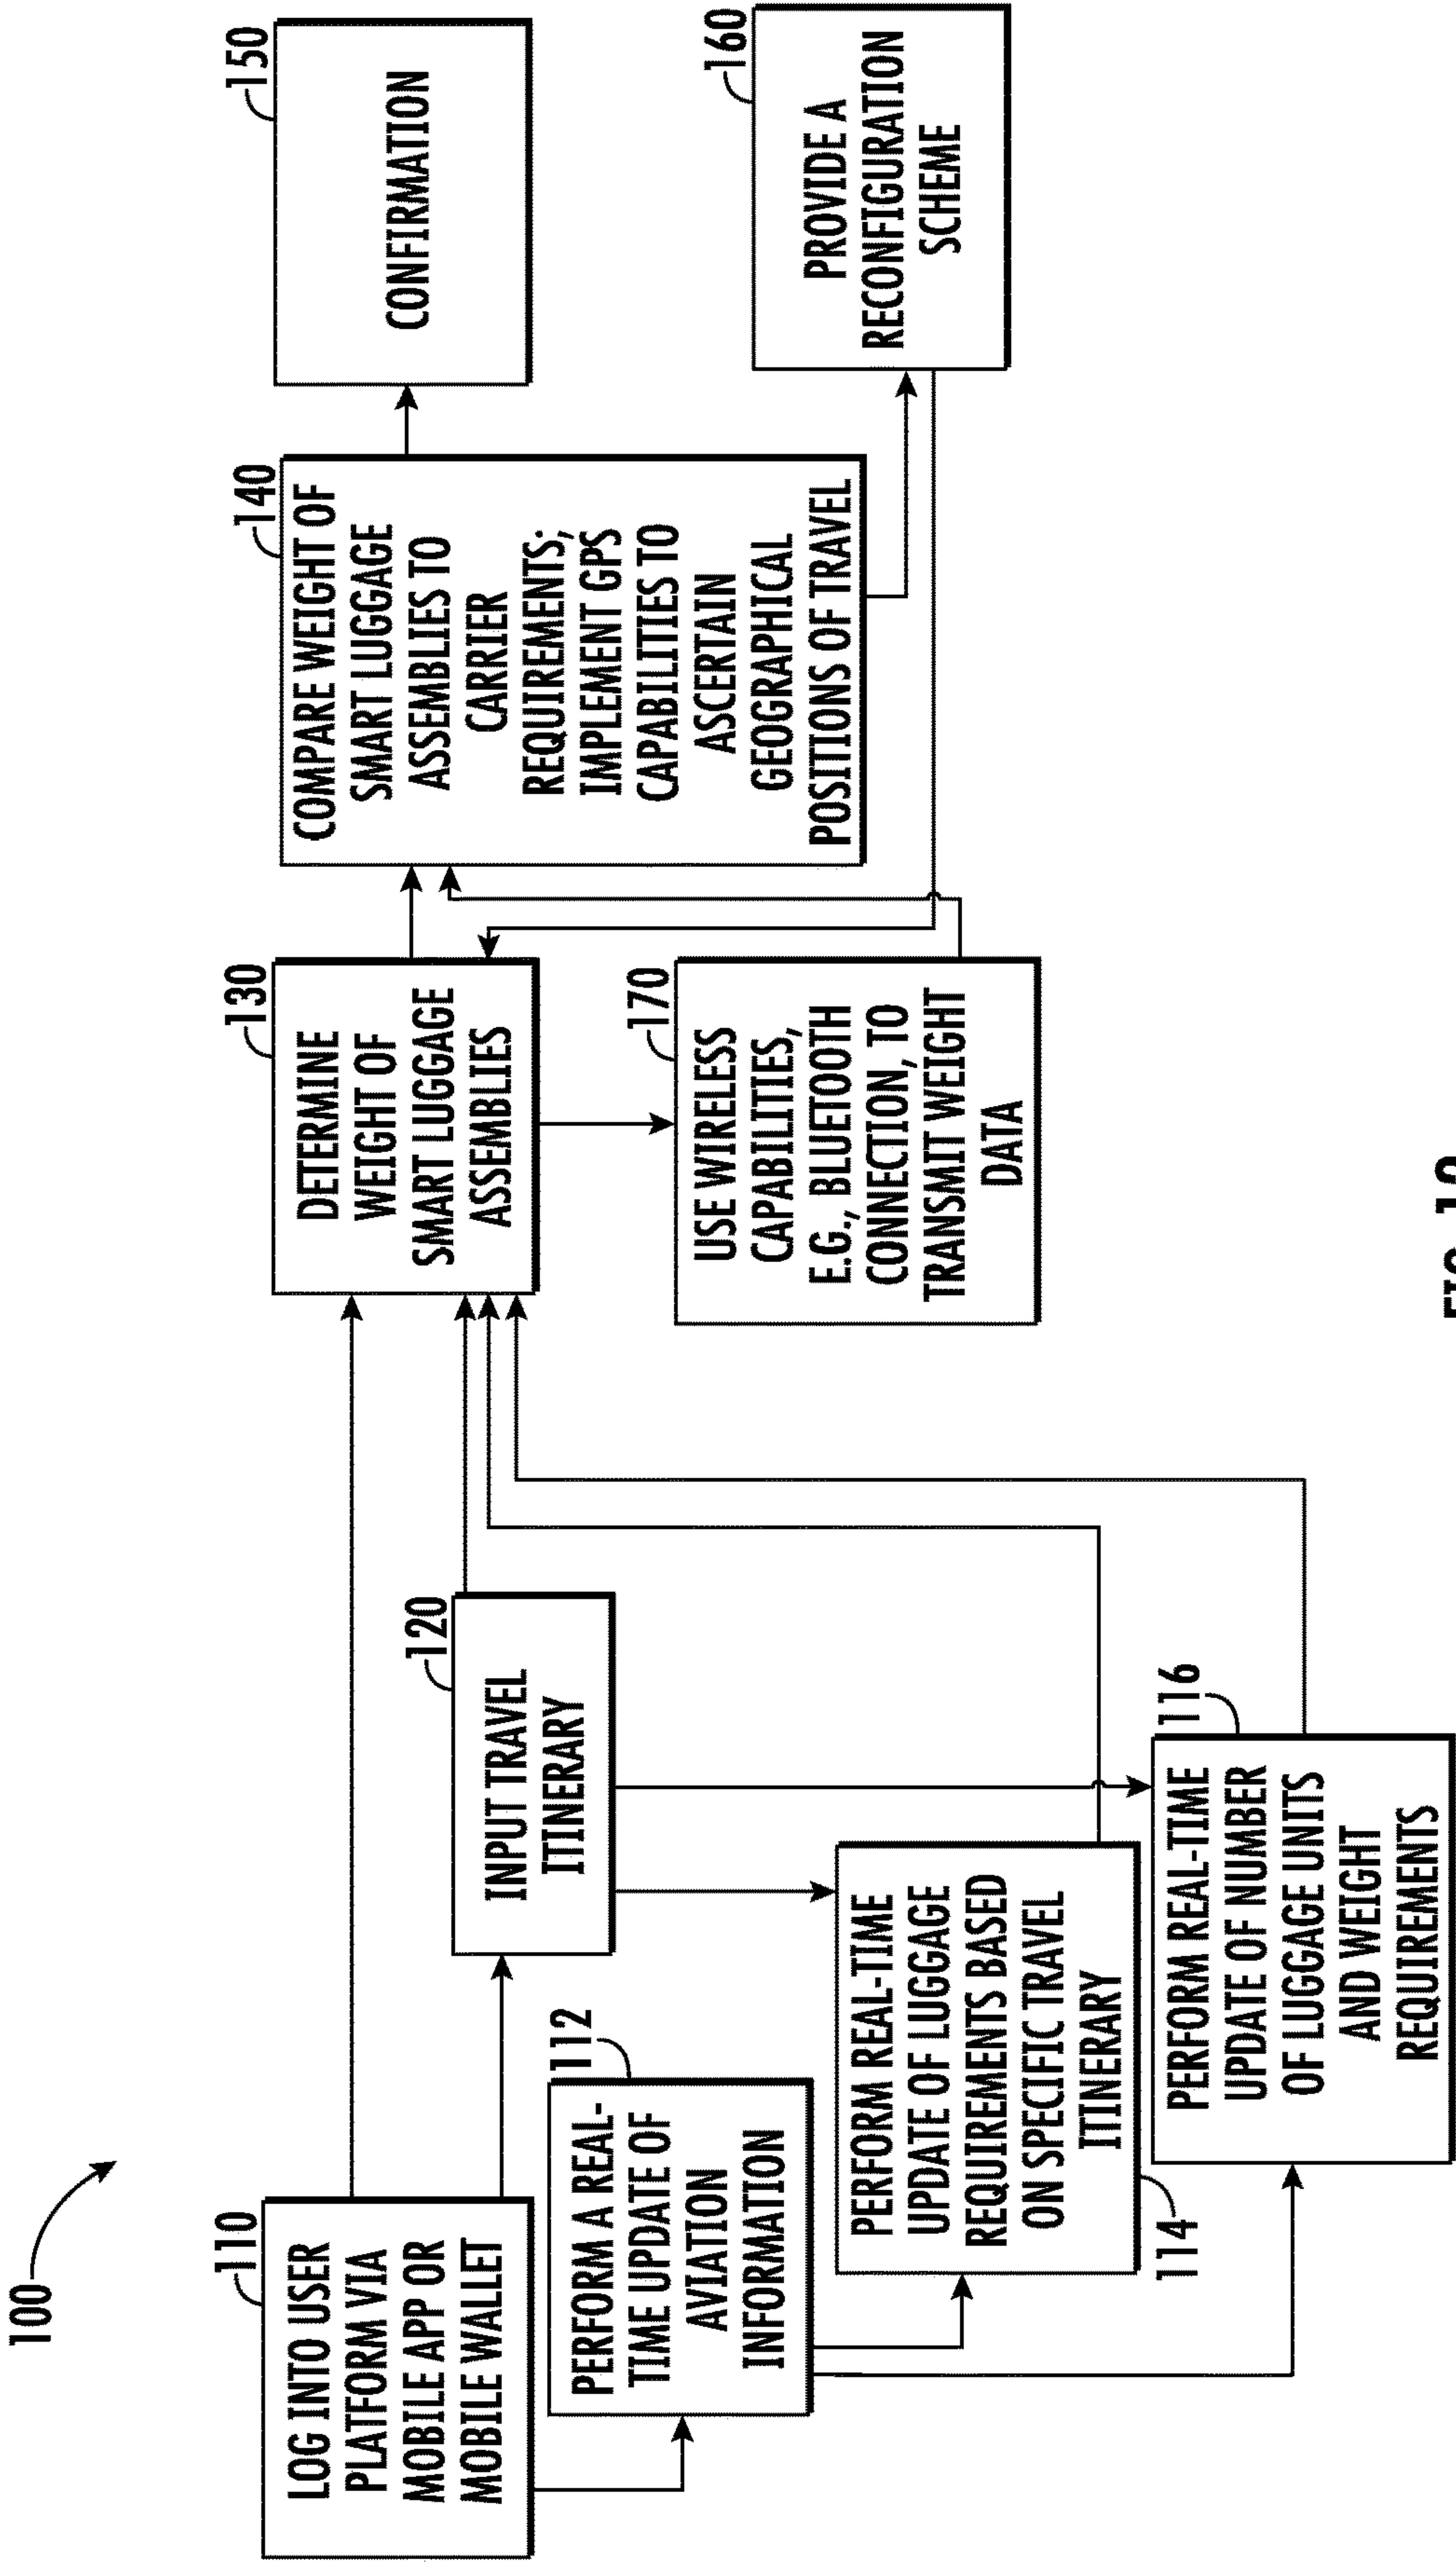 100
110
LOG INTO USER
PLATFORM VIA
MOBILE APP OR
MOBILE WALLET
112
PERFORM A REAL-
TIME UPDATE OF
AVIATION
INFORMATION
114
PERFORM REAL-TIME
UPDATE OF LUGGAGE
REQUIREMENTS BASED
ON SPECIFIC TRAVEL
ITINERARY
116
PERFORM REAL-TIME
UPDATE OF NUMBER
OF LUGGAGE UNITS
AND WEIGHT
REQUIREMENTS
120
INPUT TRAVEL
ITINERARY
130
DETERMINE
WEIGHT OF
SMART LUGGAGE
ASSEMBLIES
170
USE WIRELESS
CAPABILITIES,
E.G., BLUETOOTH
CONNECTION, TO
TRANSMIT WEIGHT
DATA
140
COMPARE WEIGHT OF
SMART LUGGAGE
ASSEMBLIES TO
CARRIER
REQUIREMENTS;
IMPLEMENT GPS
CAPABILITIES TO
ASCERTAIN
GEOGRAPHICAL
POSITIONS OF TRAVEL
150
CONFIRMATION
160
PROVIDE A
RECONFIGURATION
SCHEME
FIG.